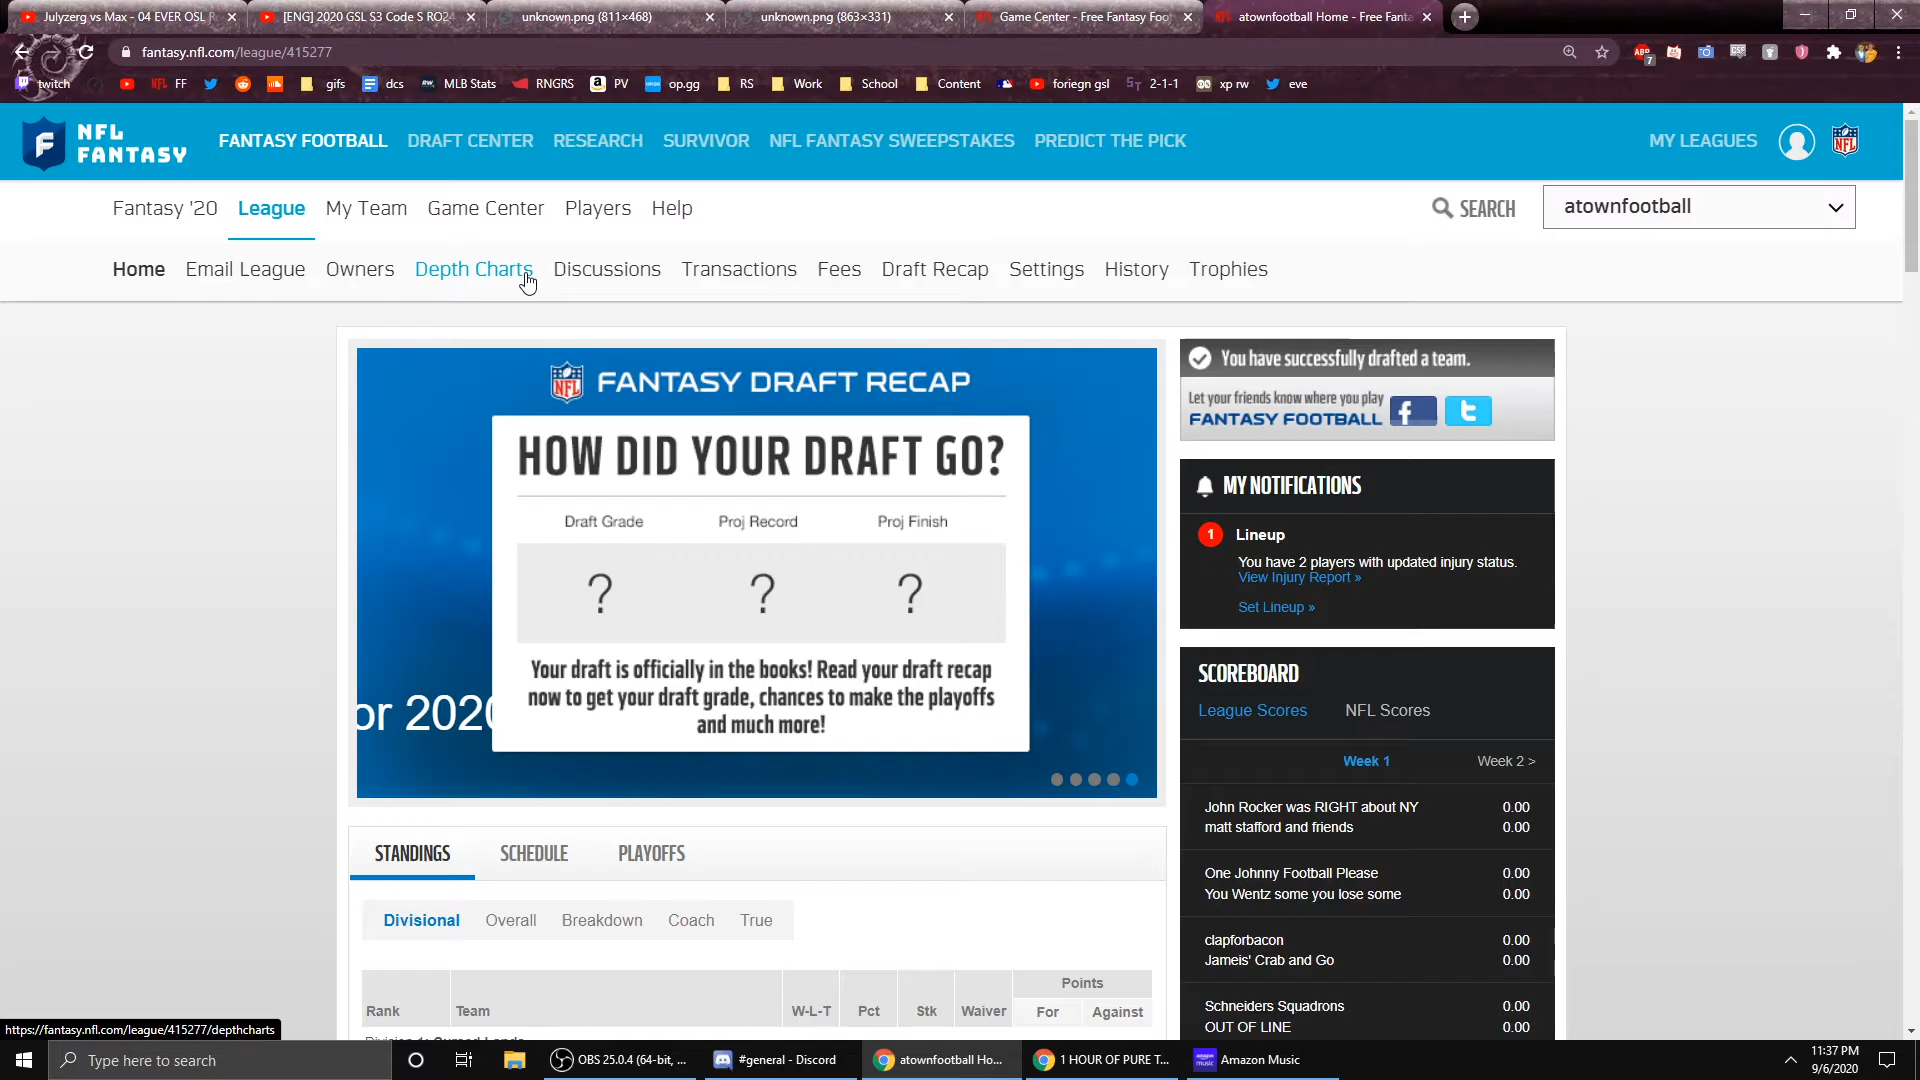 Julyzerg vs Max - 04 EVER OSL R
[ENG] 2020 GSL S3 Code S RO24
unknown.png (811×468)
unknown.png (863×331)
Game Center - Free Fantasy Foo
atownfootball Home - Free Fanta
fantasy.nfl.com/league/415277
7
twitch
NFL FF
gifs
dcs
MLB Stats
RNGRS
PV
op.gg
RS
Work
School
Content
foriegn gsl
2-1-1
xp rw
eve
NFL FANTASY
FANTASY FOOTBALL
DRAFT CENTER
RESEARCH
SURVIVOR
NFL FANTASY SWEEPSTAKES
PREDICT THE PICK
MY LEAGUES
Fantasy '20
League
My Team
Game Center
Players
Help
SEARCH
atownfootball
Home
Email League
Owners
Depth Charts
Discussions
Transactions
Fees
Draft Recap
Settings
History
Trophies
NFL FANTASY DRAFT RECAP
HOW DID YOUR DRAFT GO?
Draft Grade Proj Record Proj Finish
? ? ?
Your draft is officially in the books! Read your draft recap
now to get your draft grade, chances to make the playoffs
and much more!
or 2020
You have successfully drafted a team.
Let your friends know where you play
FANTASY FOOTBALL
MY NOTIFICATIONS
1 Lineup
You have 2 players with updated injury status.
View Injury Report »
Set Lineup »
SCOREBOARD
League Scores NFL Scores
Week 1 Week 2 >
John Rocker was RIGHT about NY 0.00
matt stafford and friends 0.00
One Johnny Football Please 0.00
You Wentz some you lose some 0.00
clapforbacon 0.00
Jameis' Crab and Go 0.00
Schneiders Squadrons 0.00
OUT OF LINE 0.00
STANDINGS SCHEDULE PLAYOFFS
Divisional Overall Breakdown Coach True
Points
Rank Team W-L-T Pct Stk Waiver For Against
https://fantasy.nfl.com/league/415277/depthcharts
Type here to search
OBS 25.0.4 (64-bit, ...
#general - Discord
atownfootball Ho...
1 HOUR OF PURE T...
Amazon Music
11:37 PM
9/6/2020